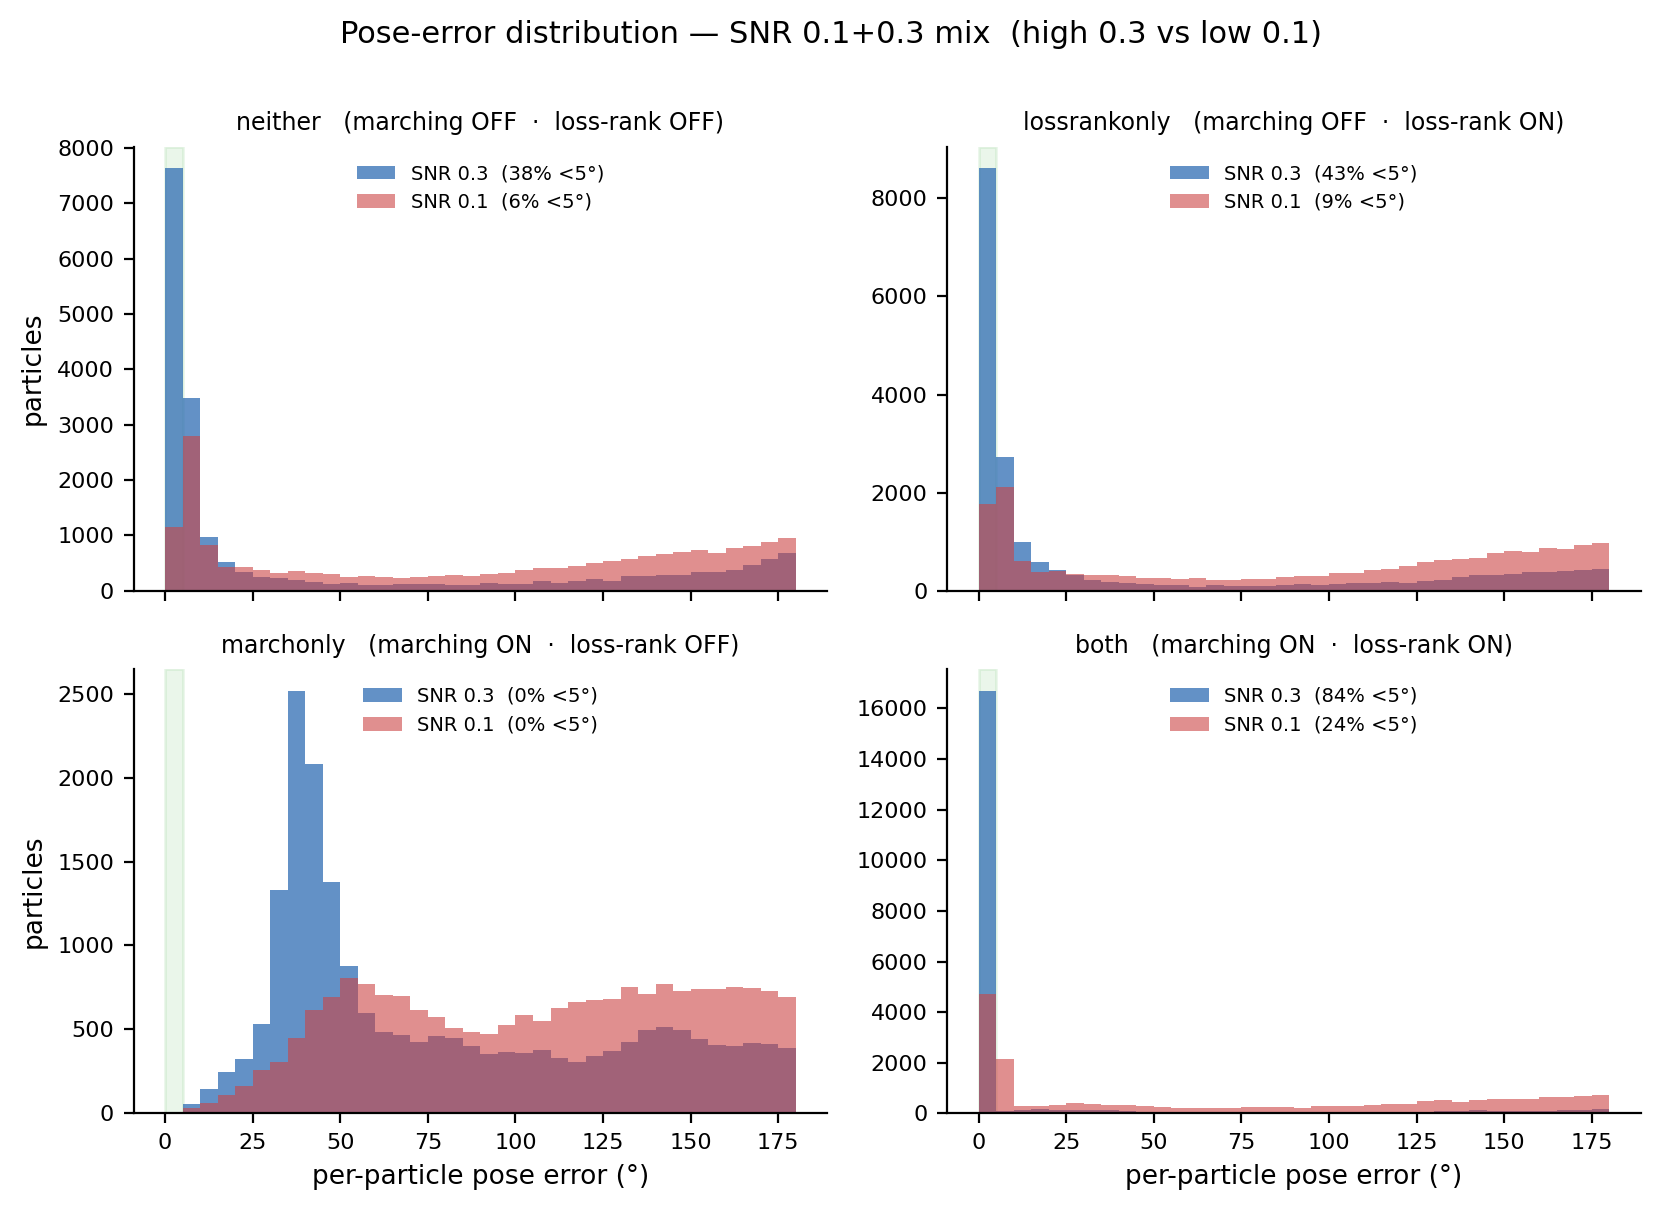 Pose-error distribution — SNR 0.1+0.3 mix  (high 0.3 vs low 0.1)
neither   (marching OFF  ·  loss-rank OFF)
SNR 0.3  (38% <5°)
SNR 0.1  (6% <5°)
particles
8000
7000
6000
5000
4000
3000
2000
1000
0
lossrankonly   (marching OFF  ·  loss-rank ON)
SNR 0.3  (43% <5°)
SNR 0.1  (9% <5°)
8000
6000
4000
2000
0
marchonly   (marching ON  ·  loss-rank OFF)
SNR 0.3  (0% <5°)
SNR 0.1  (0% <5°)
particles
2500
2000
1500
1000
500
0
0 25 50 75 100 125 150 175
per-particle pose error (°)
both   (marching ON  ·  loss-rank ON)
SNR 0.3  (84% <5°)
SNR 0.1  (24% <5°)
16000
14000
12000
10000
8000
6000
4000
2000
0
0 25 50 75 100 125 150 175
per-particle pose error (°)